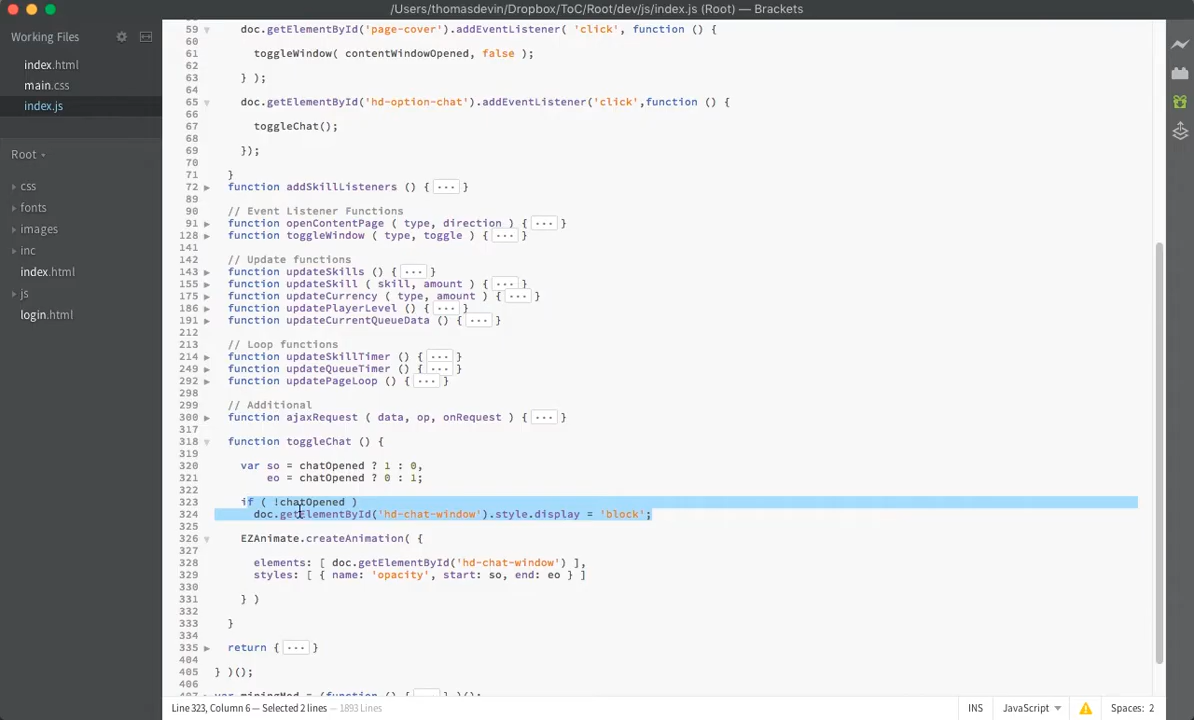 /Users/thomasdevin/Dropbox/ToC/Root/dev/js/index.js (Root) — Brackets
Working Files
index.html
main.css
index.js
Root
css
fonts
images
inc
index.html
js
login.html
59 doc.getElementById('page-cover').addEventListener( 'click', function () {
60
61 toggleWindow( contentWindowOpened, false );
62
63 } );
64
65 doc.getElementById('hd-option-chat').addEventListener('click',function () {
66
67 toggleChat();
68
69 });
70
71 }
72 function addSkillListeners () { ... }
89
90 // Event Listener Functions
91 function openContentPage ( type, direction ) { ... }
128 function toggleWindow ( type, toggle ) { ... }
141
142 // Update functions
143 function updateSkills () { ... }
155 function updateSkill ( skill, amount ) { ... }
175 function updateCurrency ( type, amount ) { ... }
186 function updatePlayerLevel () { ... }
191 function updateCurrentQueueData () { ... }
212
213 // Loop functions
214 function updateSkillTimer () { ... }
249 function updateQueueTimer () { ... }
292 function updatePageLoop () { ... }
298
299 // Additional
300 function ajaxRequest ( data, op, onRequest ) { ... }
317
318 function toggleChat () {
319
320 var so = chatOpened ? 1 : 0,
321 eo = chatOpened ? 0 : 1;
322
323 if ( !chatOpened )
324 doc.getElementById('hd-chat-window').style.display = 'block';
325
326 EZAnimate.createAnimation( {
327
328 elements: [ doc.getElementById('hd-chat-window') ],
329 styles: [ { name: 'opacity', start: so, end: eo } ]
330
331 } )
332
333 }
334
335 return { ... }
404
405 } )();
406
407 var miningMod = (function () { ... } )();
Line 323, Column 6 — Selected 2 lines — 1893 Lines
INS
JavaScript
Spaces: 2